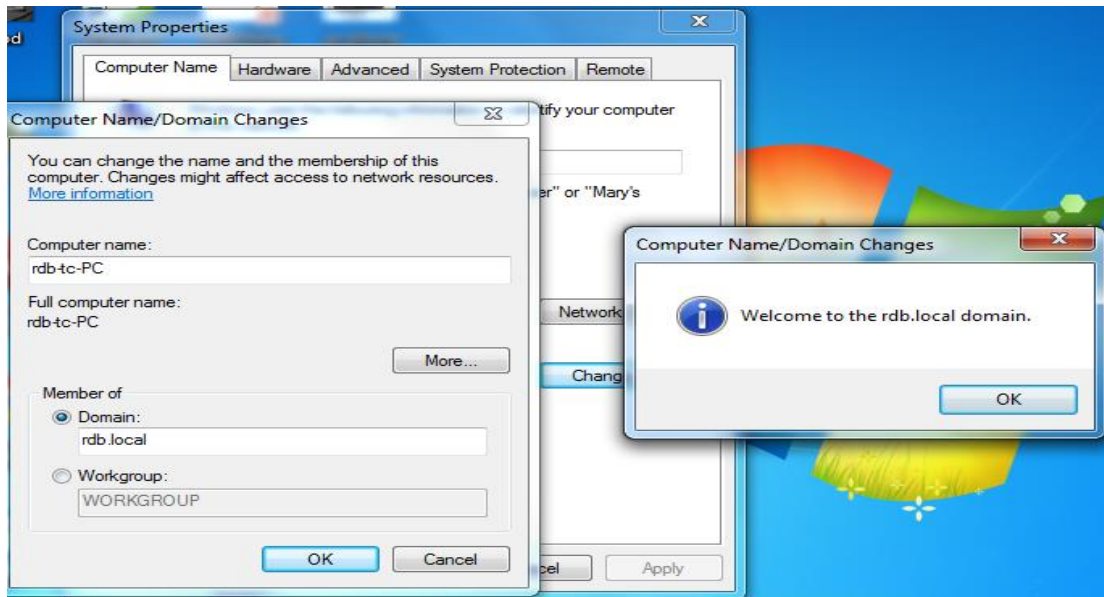 System Properties
Computer Name
Hardware
Advanced
System Protection
Remote
tify your computer
er" or "Mary's
Network
Chang
cel
Apply
Computer Name/Domain Changes
You can change the name and the membership of this
computer. Changes might affect access to network resources.
More information
Computer name:
rdb-tc-PC
Full computer name:
rdb-tc-PC
More...
Member of
Domain:
rdb.local
Workgroup:
WORKGROUP
OK
Cancel
Computer Name/Domain Changes
Welcome to the rdb.local domain.
OK